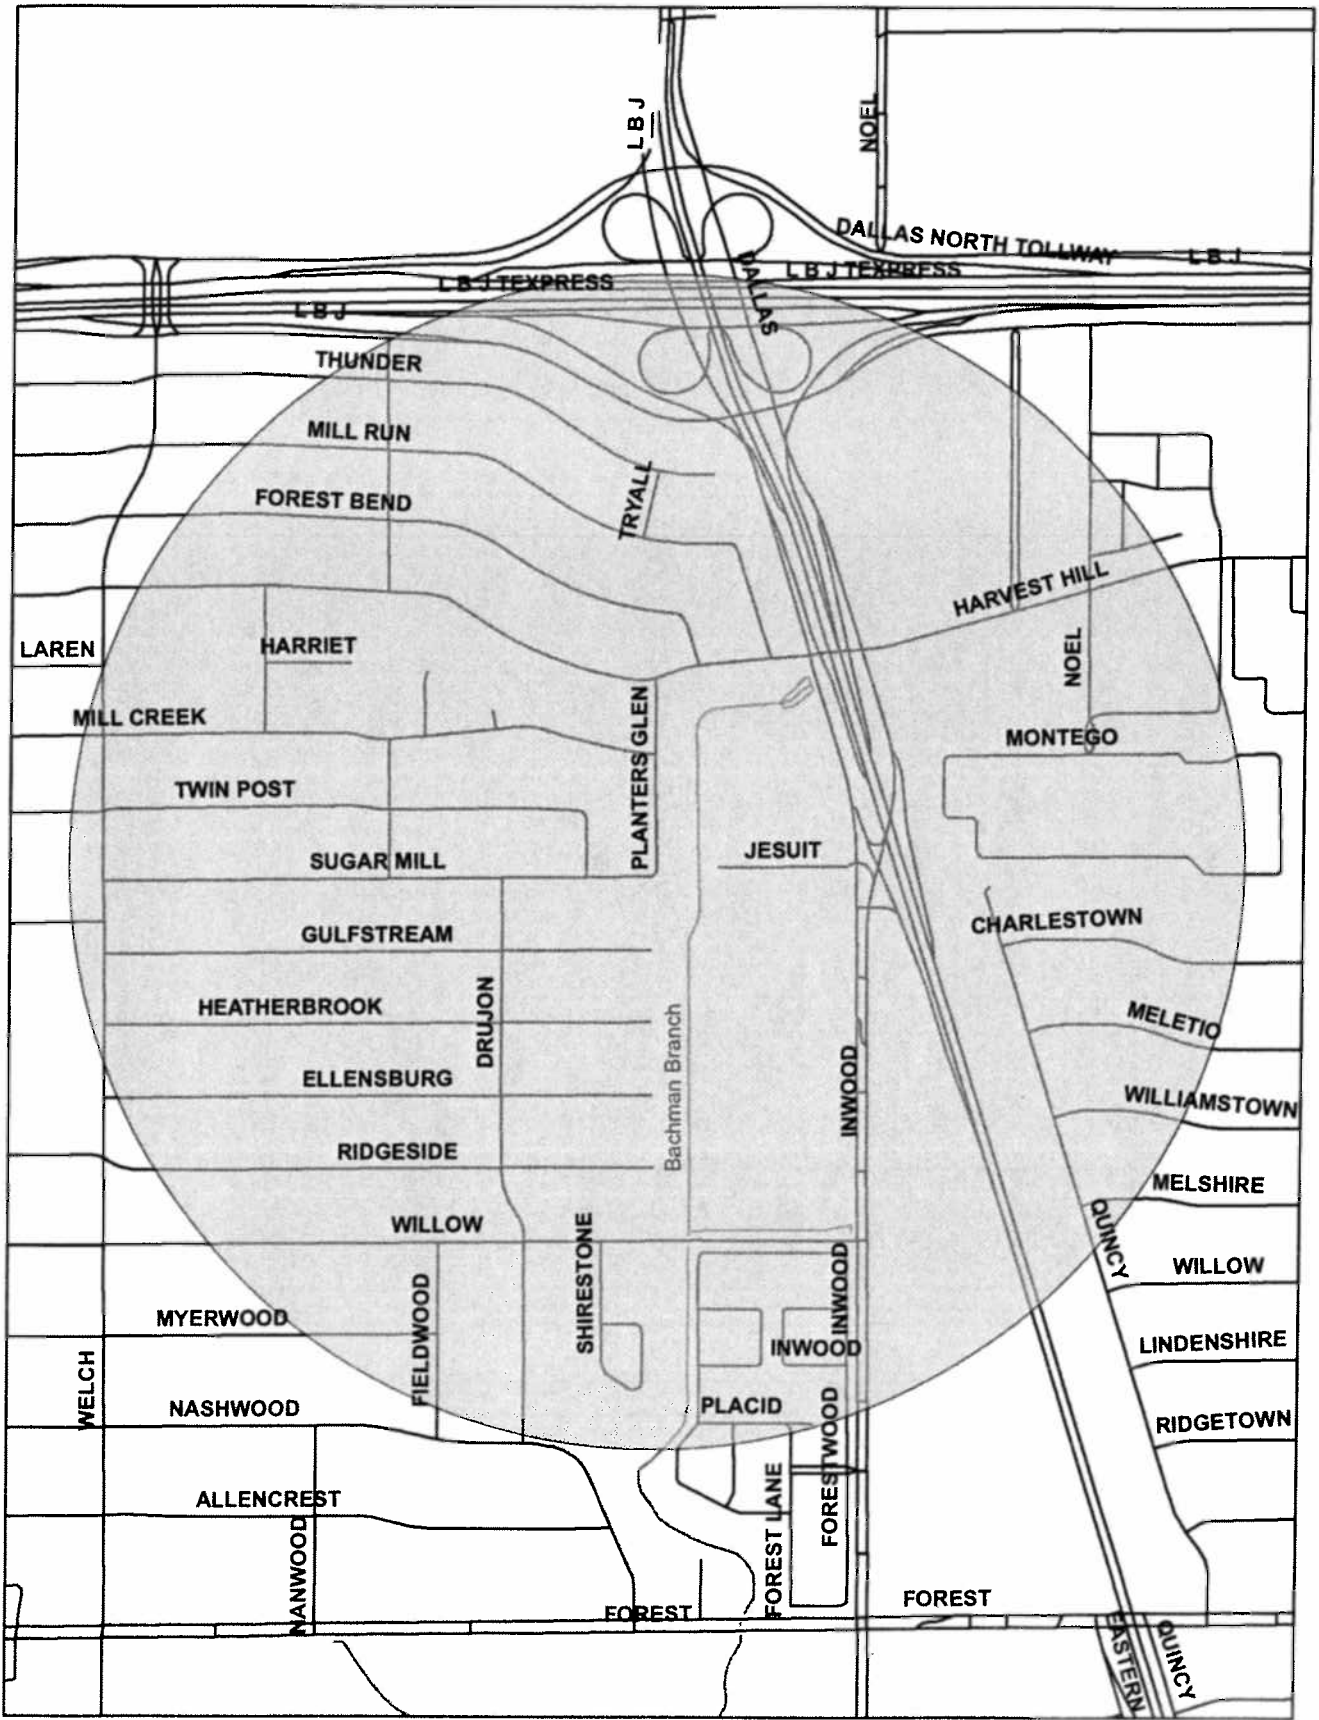 L B J
NOEL
DALLAS NORTH TOLLWAY
L B J
L B J TEXPRESS
L B J TEXPRESS
DALLAS
L B J
THUNDER
MILL RUN
TRYALL
FOREST BEND
HARVEST HILL
LAREN
HARRIET
NOEL
MILL CREEK
PLANTERS GLEN
MONTEGO
TWIN POST
SUGAR MILL
JESUIT
GULFSTREAM
CHARLESTOWN
HEATHERBROOK
DRUJON
Bachman Branch
MELETIO
ELLENSBURG
INWOOD
WILLIAMSTOWN
RIDGESIDE
MELSHIRE
WILLOW
SHIRESTONE
QUINCY
WILLOW
MYERWOOD
FIELDWOOD
INWOOD
INWOOD
LINDENSHIRE
WELCH
NASHWOOD
PLACID
FORESTWOOD
RIDGETOWN
ALLENCREST
NANWOOD
FOREST LANE
FOREST
FOREST
EASTERN
QUINCY